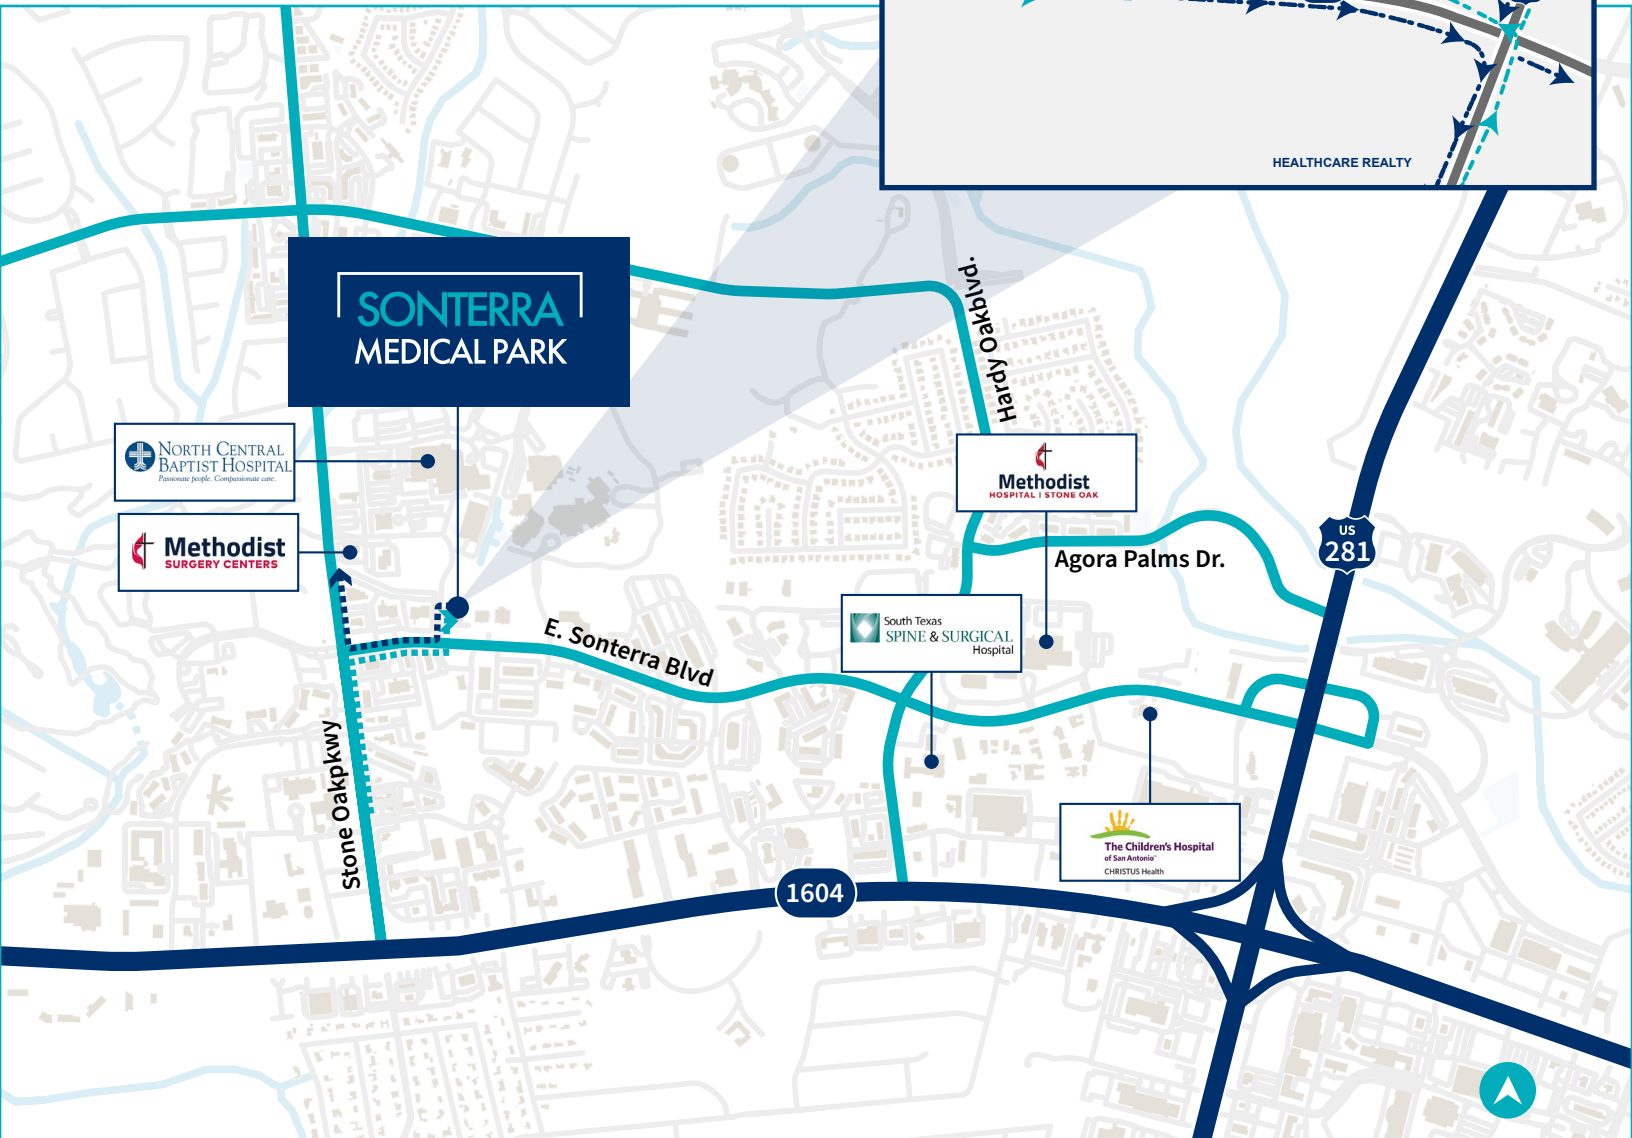 HEALTHCARE REALTY
SONTERRA
MEDICAL PARK
Hardy Oakblvd.
NORTH CENTRAL
BAPTIST HOSPITAL
Passionate people. Compassionate care.
Methodist
HOSPITAL | STONE OAK
Methodist
SURGERY CENTERS
US
281
Agora Palms Dr.
South Texas
SPINE & SURGICAL
Hospital
E. Sonterra Blvd
Stone Oakpkwy
The Children's Hospital
of San Antonio™
CHRISTUS Health
1604